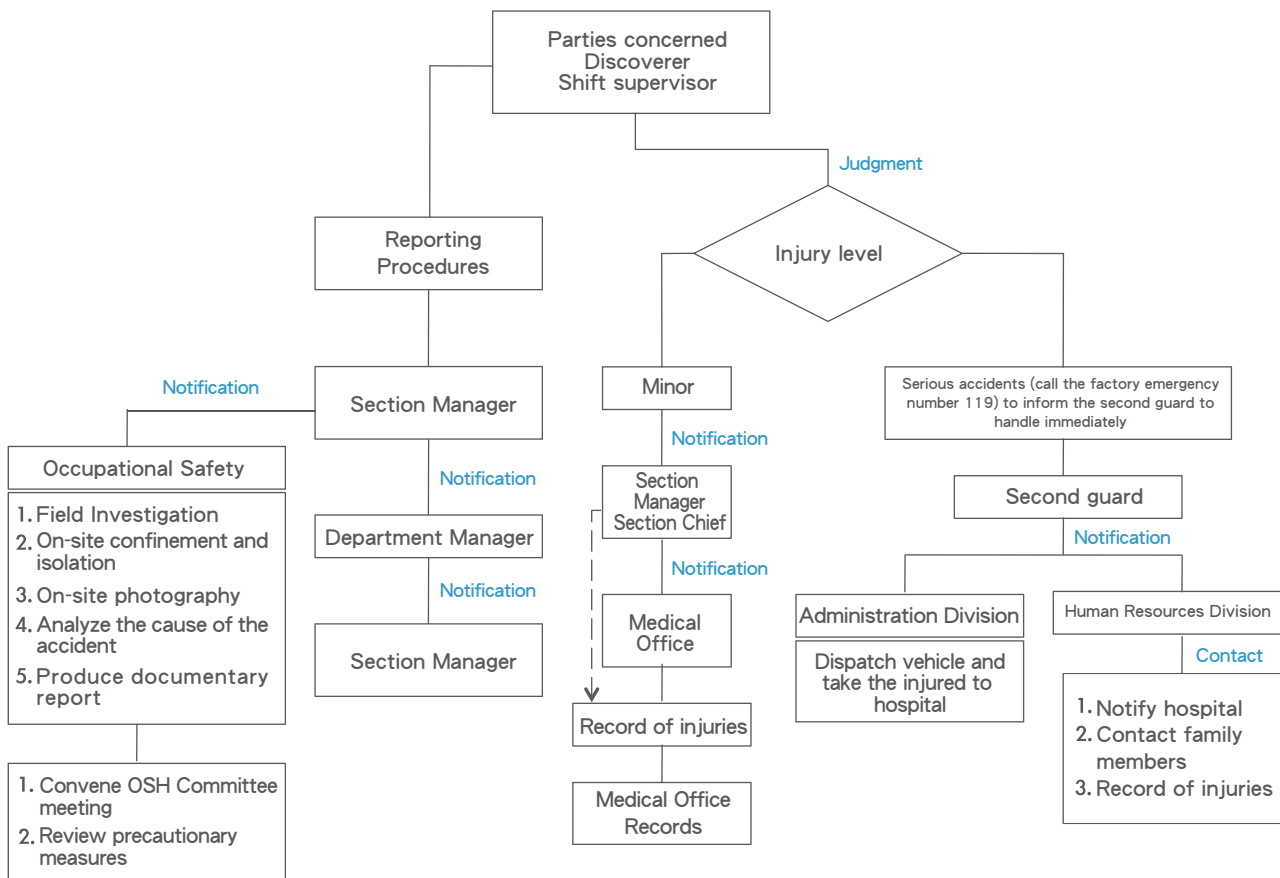 Parties concerned
Discoverer
Shift supervisor
Judgment
Reporting
Procedures
Injury level
Notification
Section Manager
Minor
Serious accidents (call the factory emergency
number 119) to inform the second guard to
handle immediately
Occupational Safety
1. Field Investigation
2. On-site confinement and
isolation
3. On-site photography
4. Analyze the cause of the
accident
5. Produce documentary
report
1. Convene OSH Committee
meeting
2. Review precautionary
measures
Notification
Department Manager
Notification
Section Manager
Notification
Section
Manager
Section Chief
Notification
Medical
Office
Record of injuries
Medical Office
Records
Second guard
Notification
Administration Division
Dispatch vehicle and
take the injured to
hospital
Human Resources Division
Contact
1. Notify hospital
2. Contact family
members
3. Record of injuries